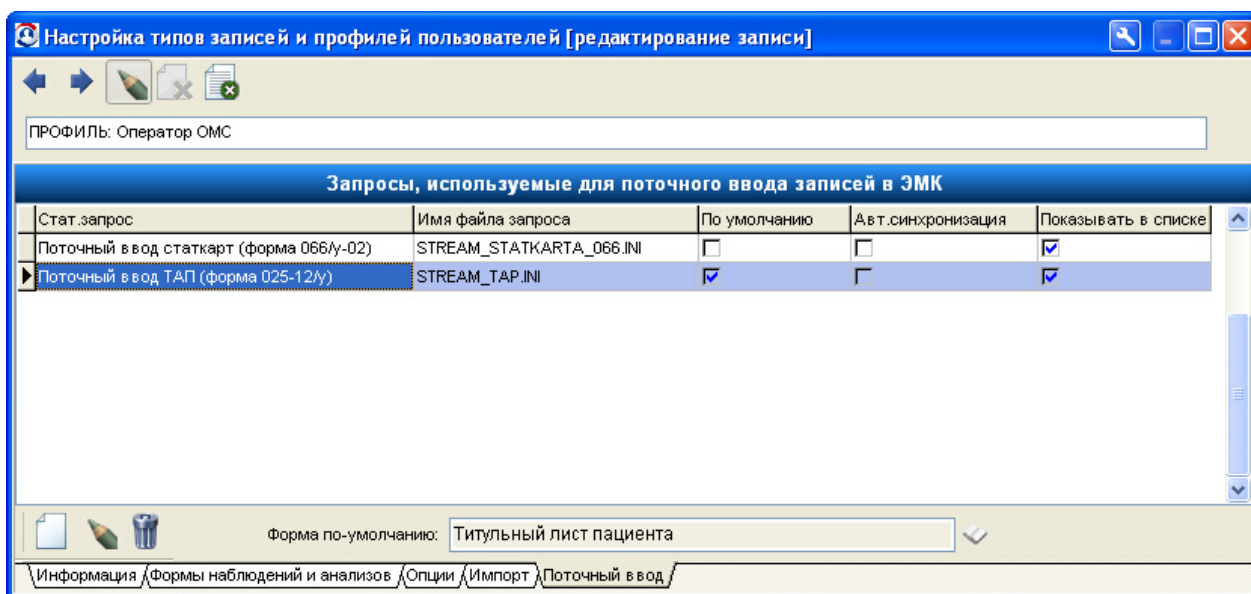 Настройка типов записей и профилей пользователей [редактирование записи]
ПРОФИЛЬ: Оператор ОМС
Запросы, используемые для поточного ввода записей в ЭМК
Стат.запрос Имя файла запроса По умолчанию Авт.синхронизация Показывать в списке
Поточный ввод статкарт (форма 066/у-02) STREAM_STATKARTA_066.INI
Поточный ввод ТАП (форма 025-12/у) STREAM_TAP.INI
Форма по-умолчанию: Титульный лист пациента
Информация Формы наблюдений и анализов Опции Импорт Поточный ввод